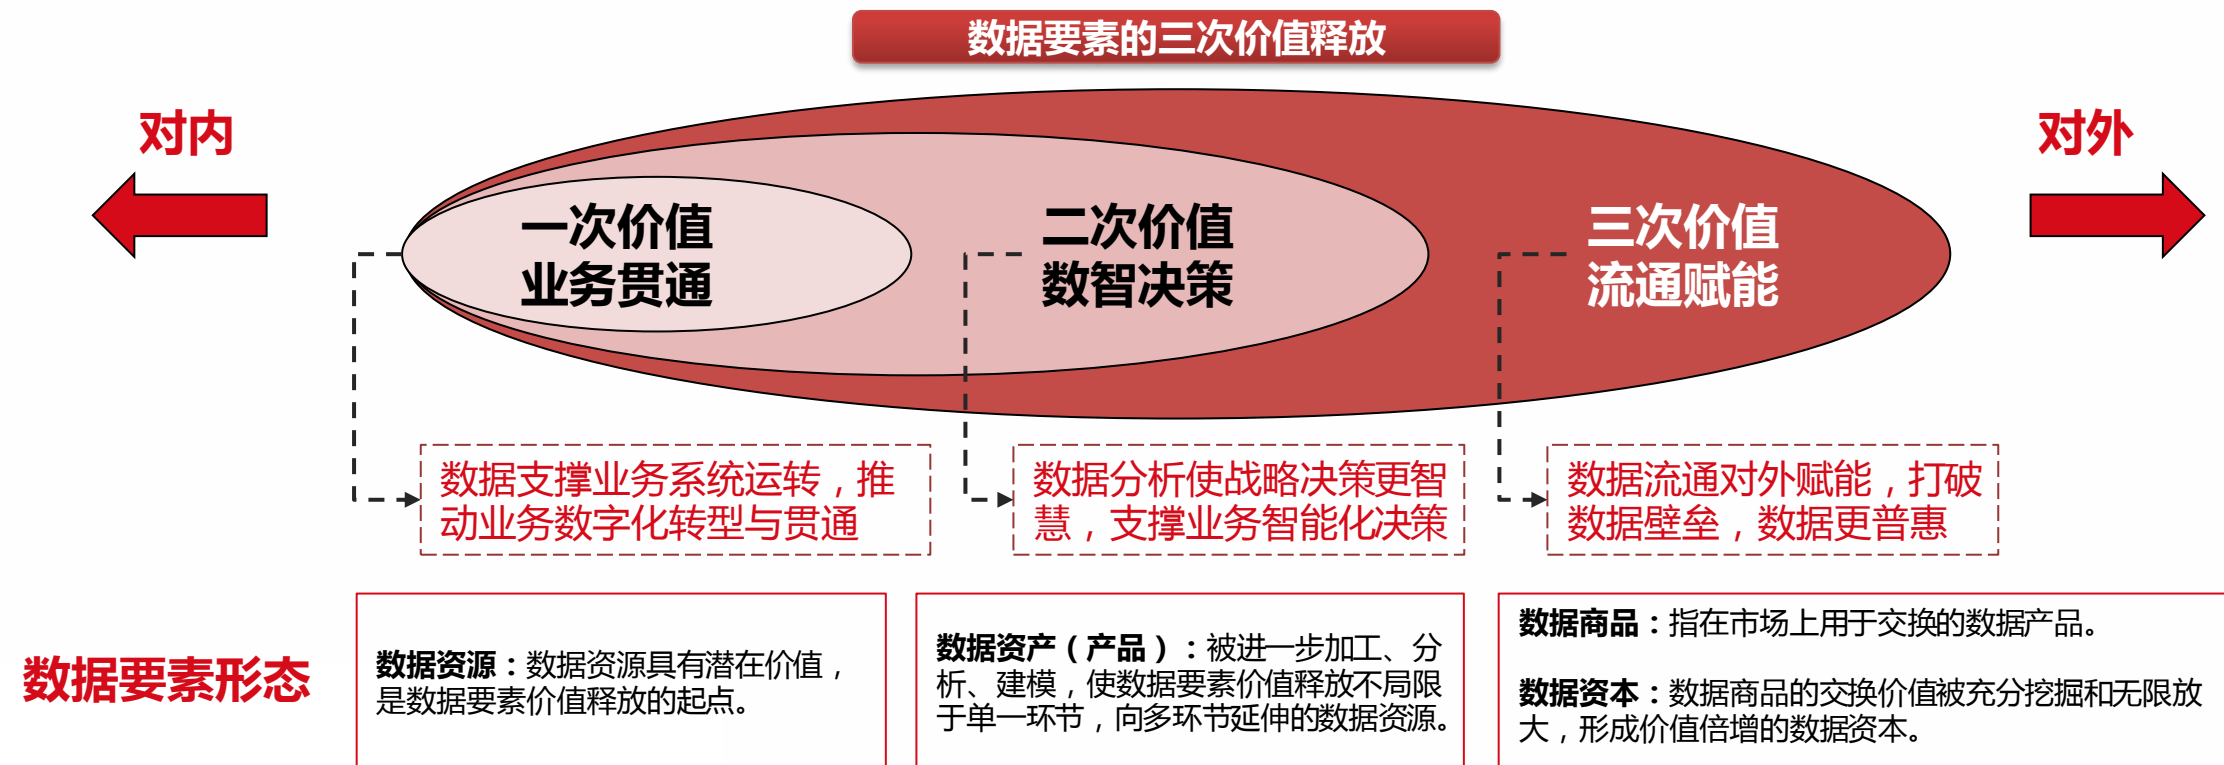 数据要素的三次价值释放
对内
对外
一次价值
业务贯通
二次价值
数智决策
三次价值
流通赋能
数据支撑业务系统运转，推
动业务数字化转型与贯通
数据分析使战略决策更智
慧，支撑业务智能化决策
数据流通对外赋能，打破
数据壁垒，数据更普惠
数据要素形态
数据资源：数据资源具有潜在价值，
是数据要素价值释放的起点。
数据资产（产品）：被进一步加工、分
析、建模，使数据要素价值释放不局限
于单一环节，向多环节延伸的数据资源。
数据商品：指在市场上用于交换的数据产品。
数据资本：数据商品的交换价值被充分挖掘和无限放
大，形成价值倍增的数据资本。